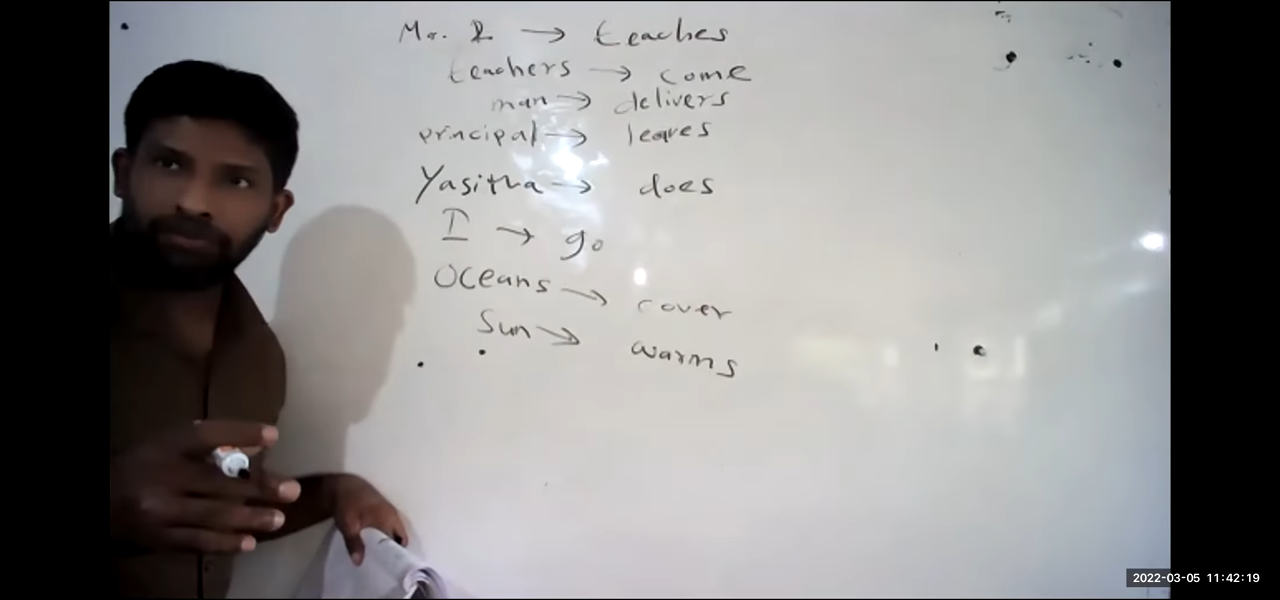 Mr. R → teaches
teachers → come
man → delivers
principal → leaves
Yasitha → does
I → go
Oceans → cover
Sun → warms
2022-03-05 11:42:19